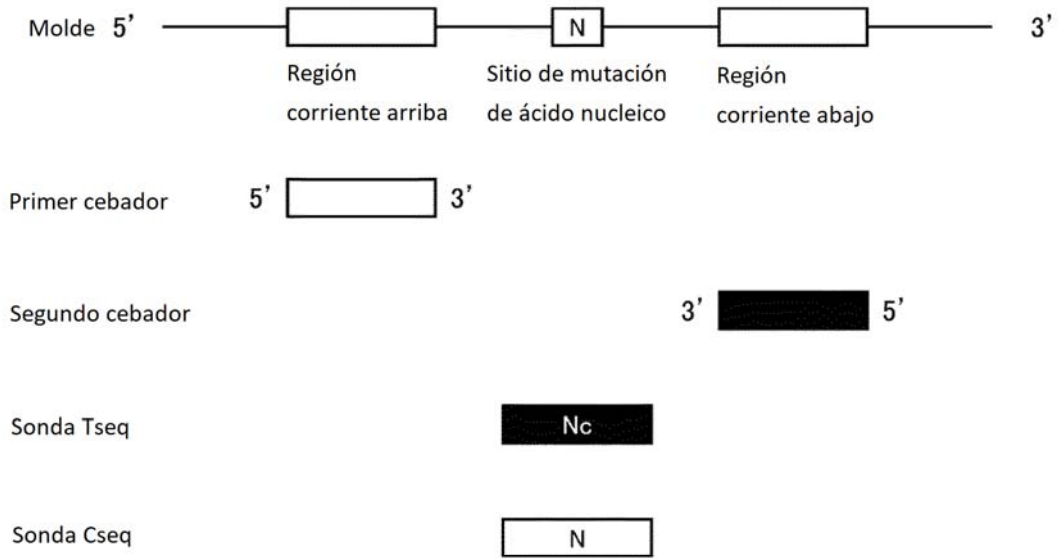 Molde 5’ N 3’
Región Sitio de mutación Región
corriente arriba de ácido nucleico corriente abajo
Primer cebador 5’ 3’
Segundo cebador 3’ 5’
Sonda Tseq Nc
Sonda Cseq N